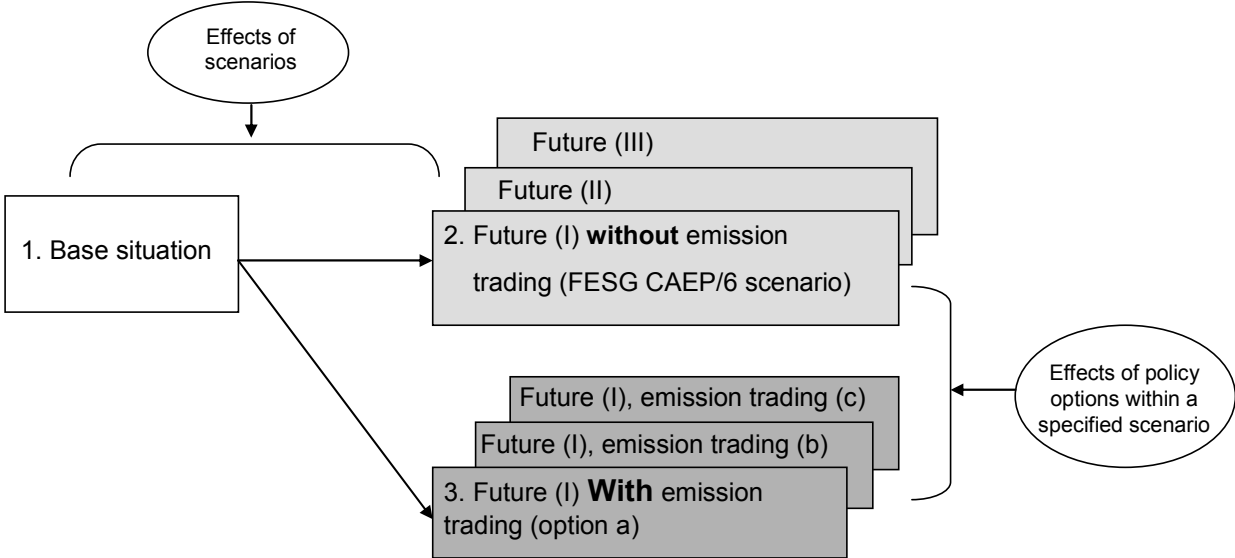 Effects of
scenarios
Future (III)
Future (II)
1. Base situation
2. Future (I) without emission
trading (FESG CAEP/6 scenario)
Effects of policy
options within a
specified scenario
Future (I), emission trading (c)
Future (I), emission trading (b)
3. Future (I) With emission
trading (option a)